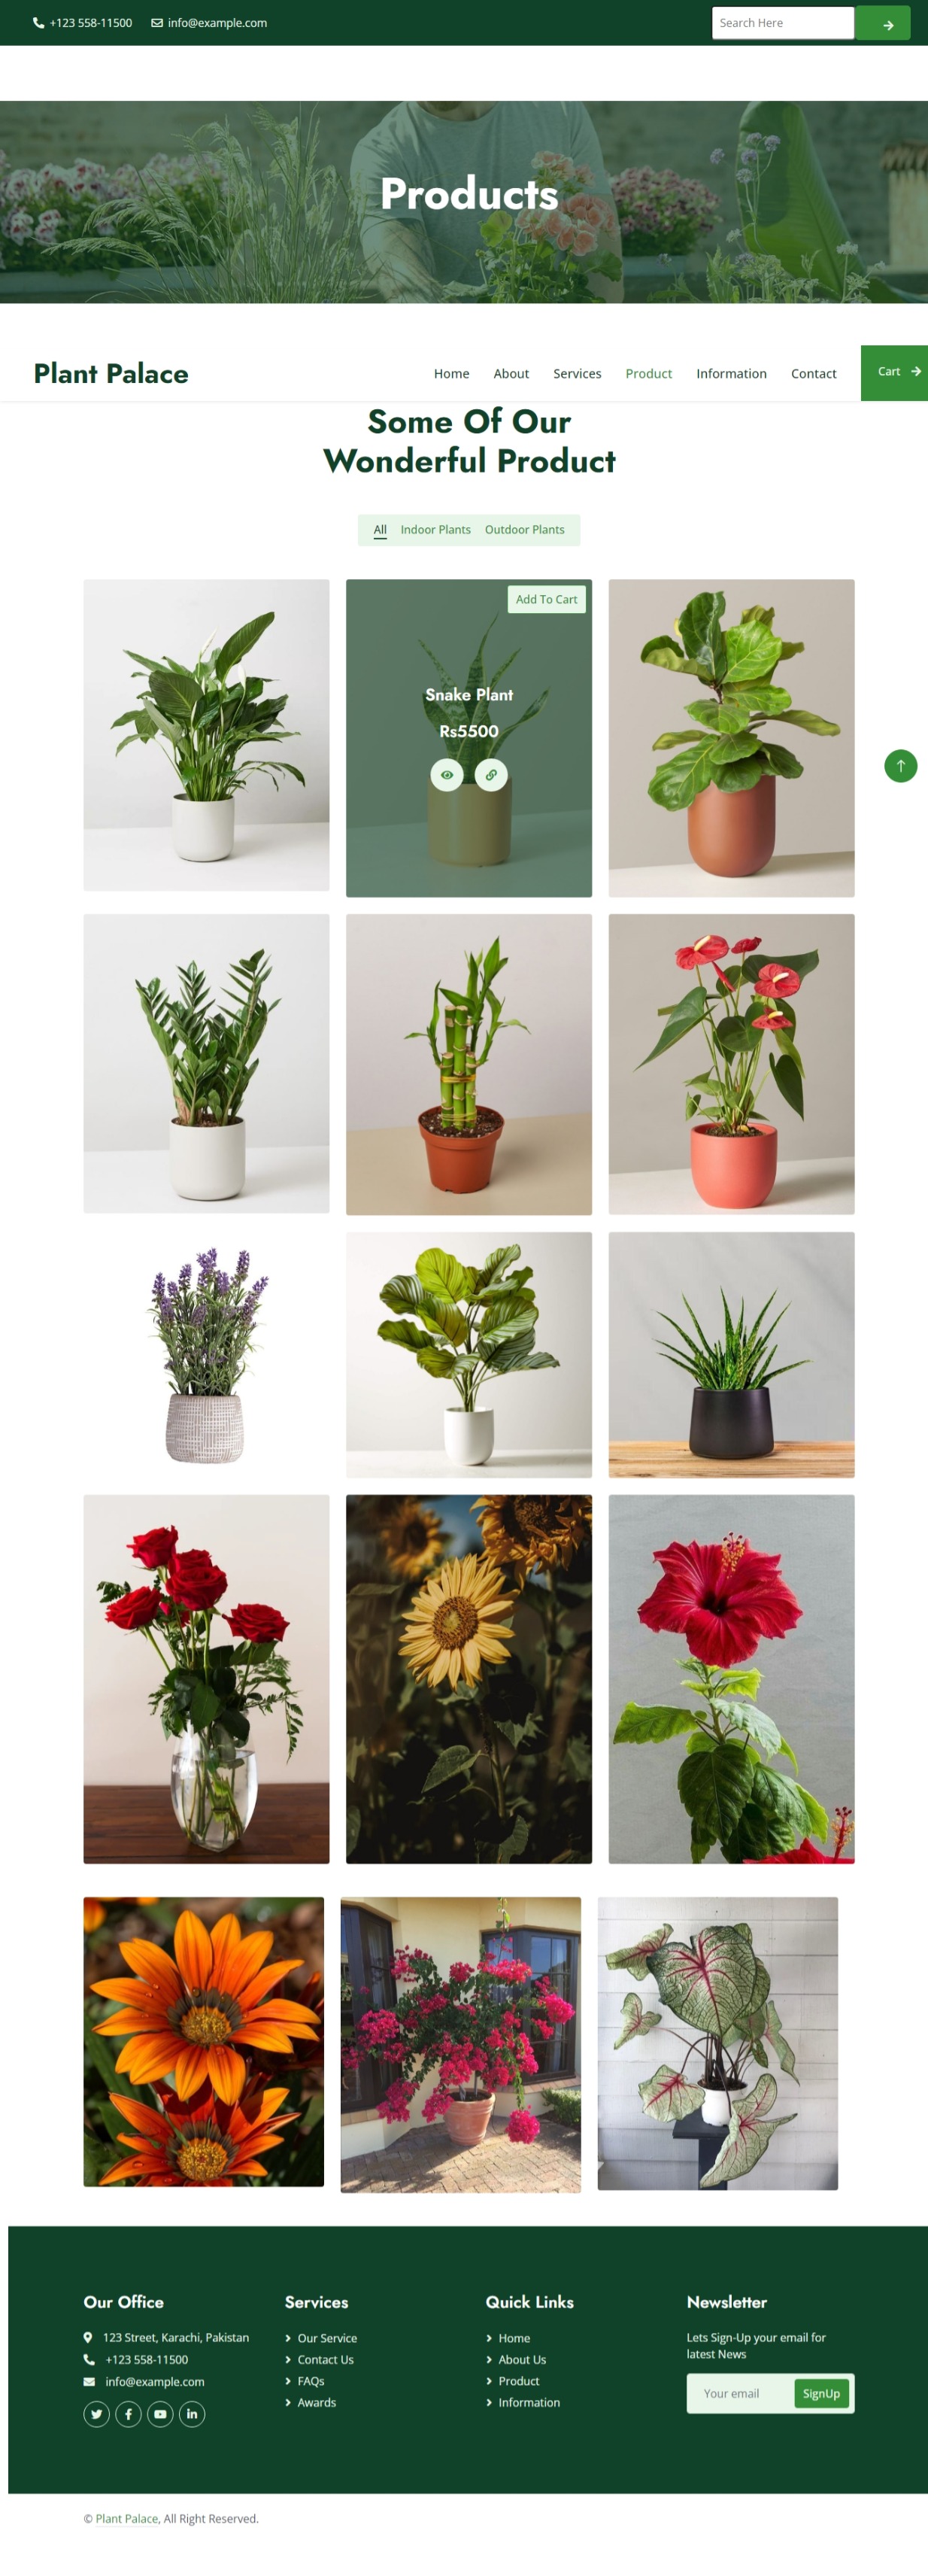 +123 558-11500
info@example.com
Search Here
Products
Plant Palace
Home
About
Services
Product
Information
Contact
Cart
Some Of Our
Wonderful Product
All
Indoor Plants
Outdoor Plants
Add To Cart
Snake Plant
Rs5500
Our Office
123 Street, Karachi, Pakistan
+123 558-11500
info@example.com
Services
Our Service
Contact Us
FAQs
Awards
Quick Links
Home
About Us
Product
Information
Newsletter
Lets Sign-Up your email for
latest News
Your email
SignUp
© Plant Palace, All Right Reserved.